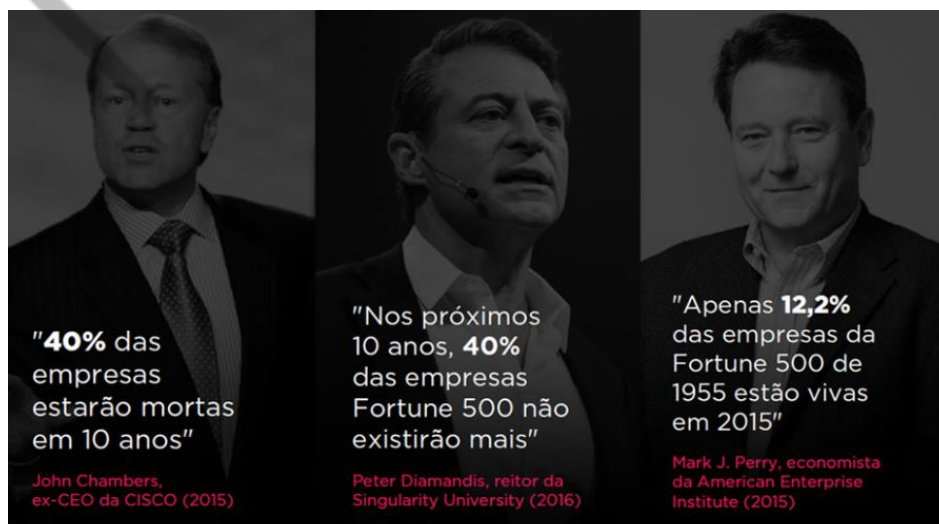 "40% das
empresas
estarão mortas
em 10 anos"
John Chambers,
ex-CEO da CISCO (2015)
"Nos próximos
10 anos, 40%
das empresas
Fortune 500 não
existirão mais"
Peter Diamandis, reitor da
Singularity University (2016)
"Apenas 12,2%
das empresas da
Fortune 500 de
1955 estão vivas
em 2015"
Mark J. Perry, economista
da American Enterprise
Institute (2015)